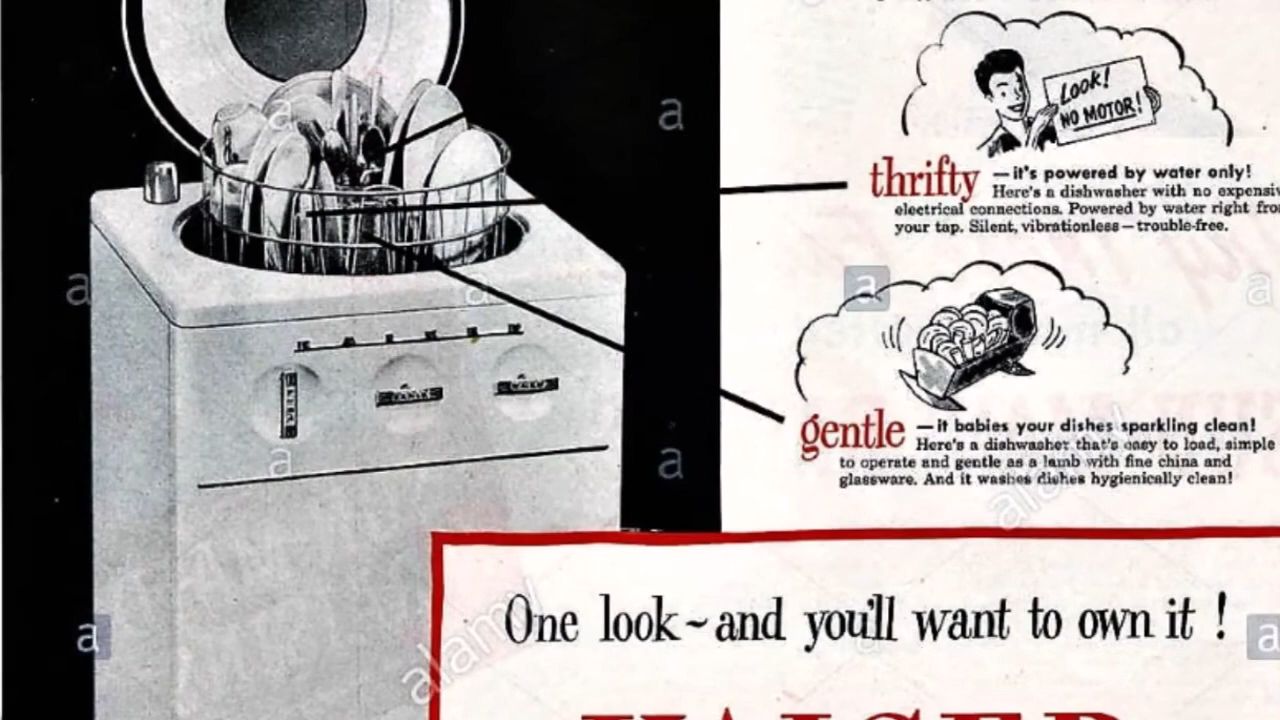 LOOK!
NO MOTOR!
thrifty — it's powered by water only!
Here's a dishwasher with no expensiv
electrical connections. Powered by water right fro
your tap. Silent, vibrationless — trouble-free.
KAISER
gentle — it babies your dishes sparkling clean!
Here's a dishwasher that's easy to load, simple
to operate and gentle as a lamb with fine china and
glassware. And it washes dishes hygienically clean!
One look ~ and you'll want to own it !
KAISER
a
alamy